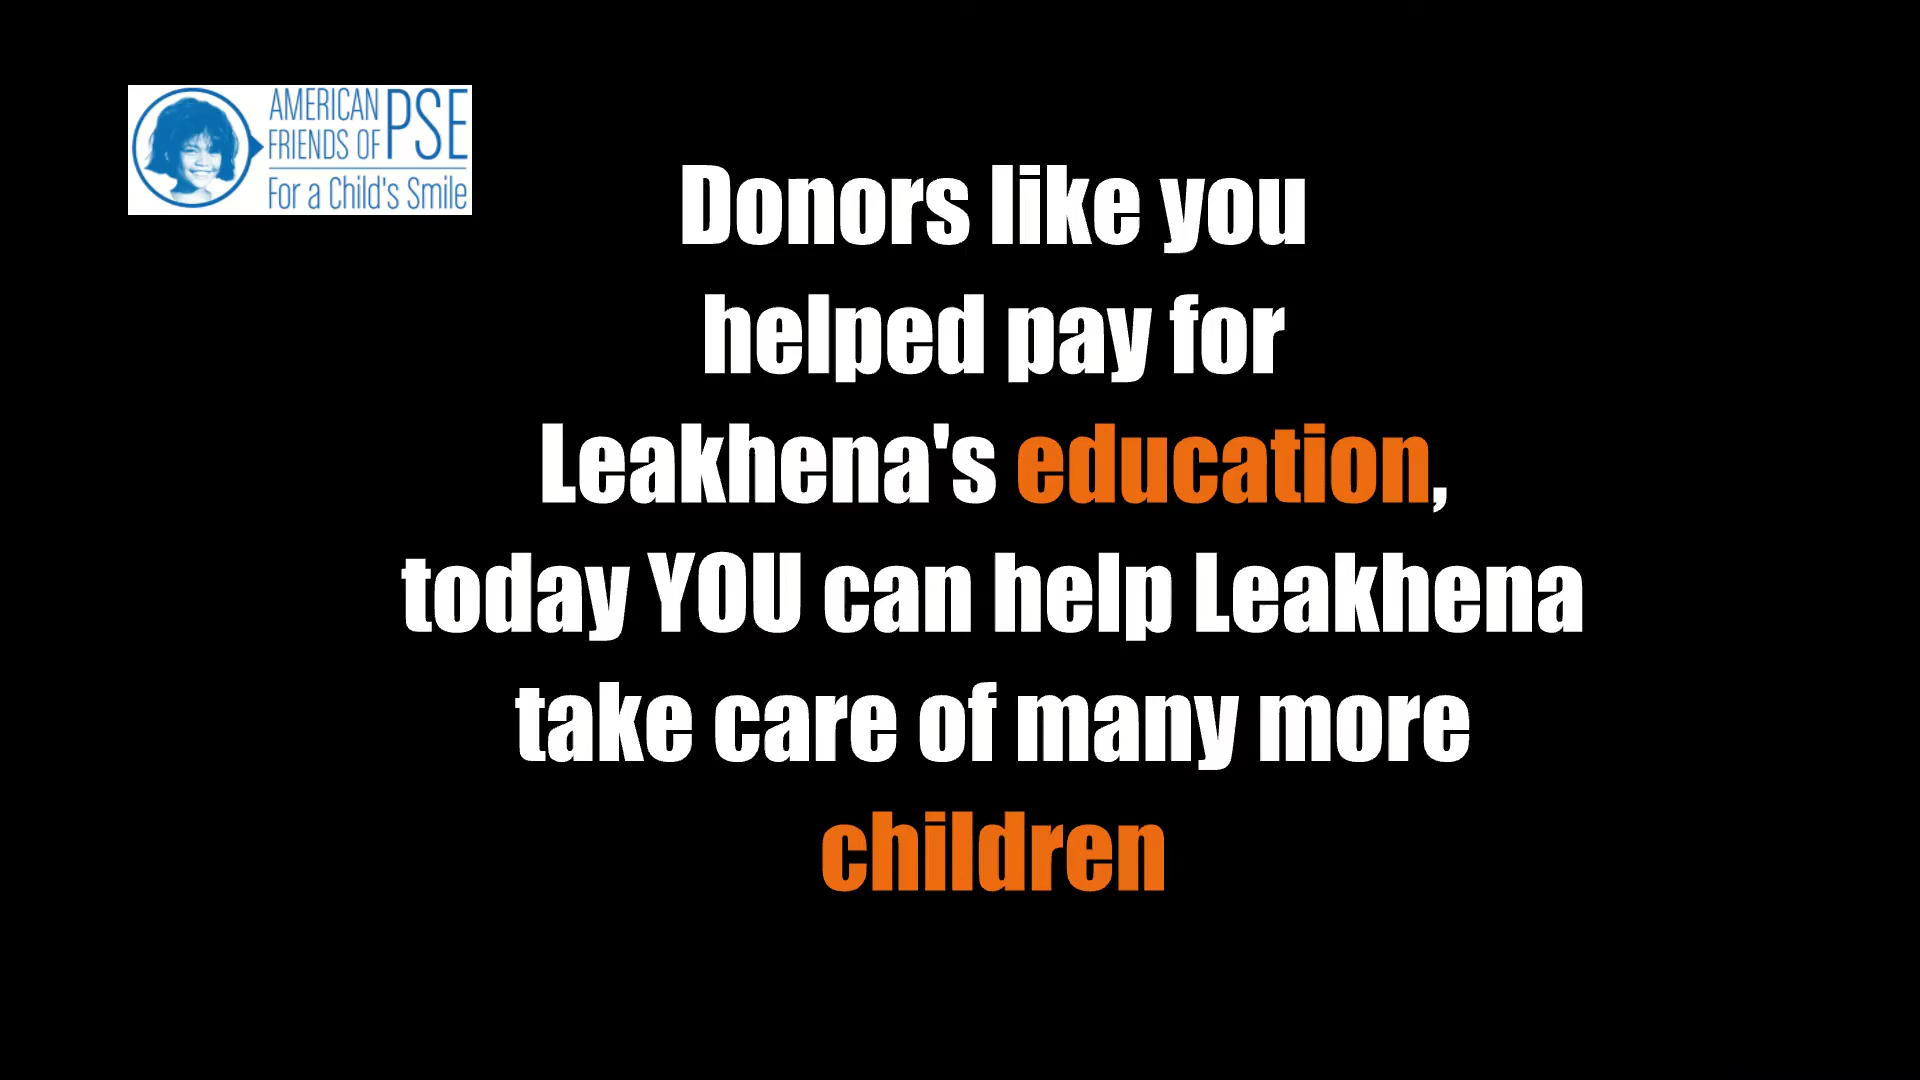 AMERICAN
FRIENDS OF PSE
For a Child's Smile
Donors like you
helped pay for
Leakhena's education,
today YOU can help Leakhena
take care of many more
children